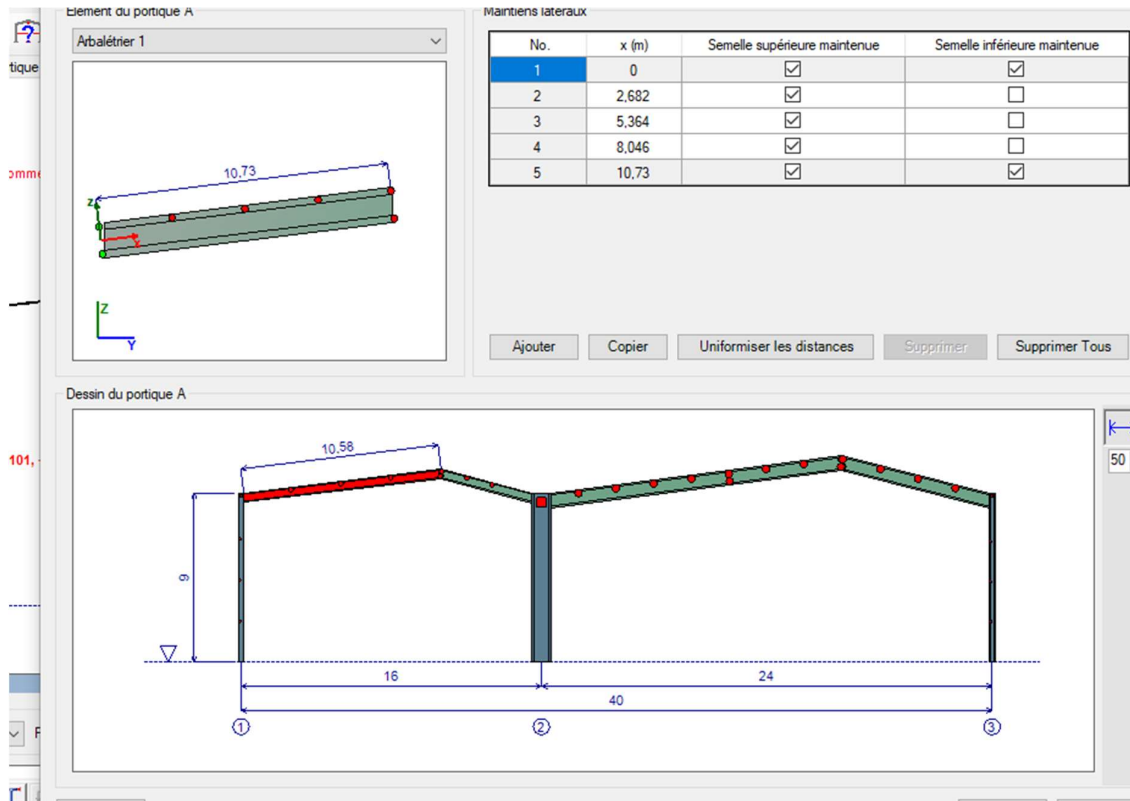 Élément du portique A
Maintiens latéraux
Arbalétrier 1
No. x (m) Semelle supérieure maintenue Semelle inférieure maintenue
1 0
2 2,682
3 5,364
4 8,046
5 10,73
tique
10,73
z
Y
omme
Z
Y
Ajouter Copier Uniformiser les distances Supprimer Supprimer Tous
Dessin du portique A
101, -
50
10,58
9
16 24
40
1 2 3
F